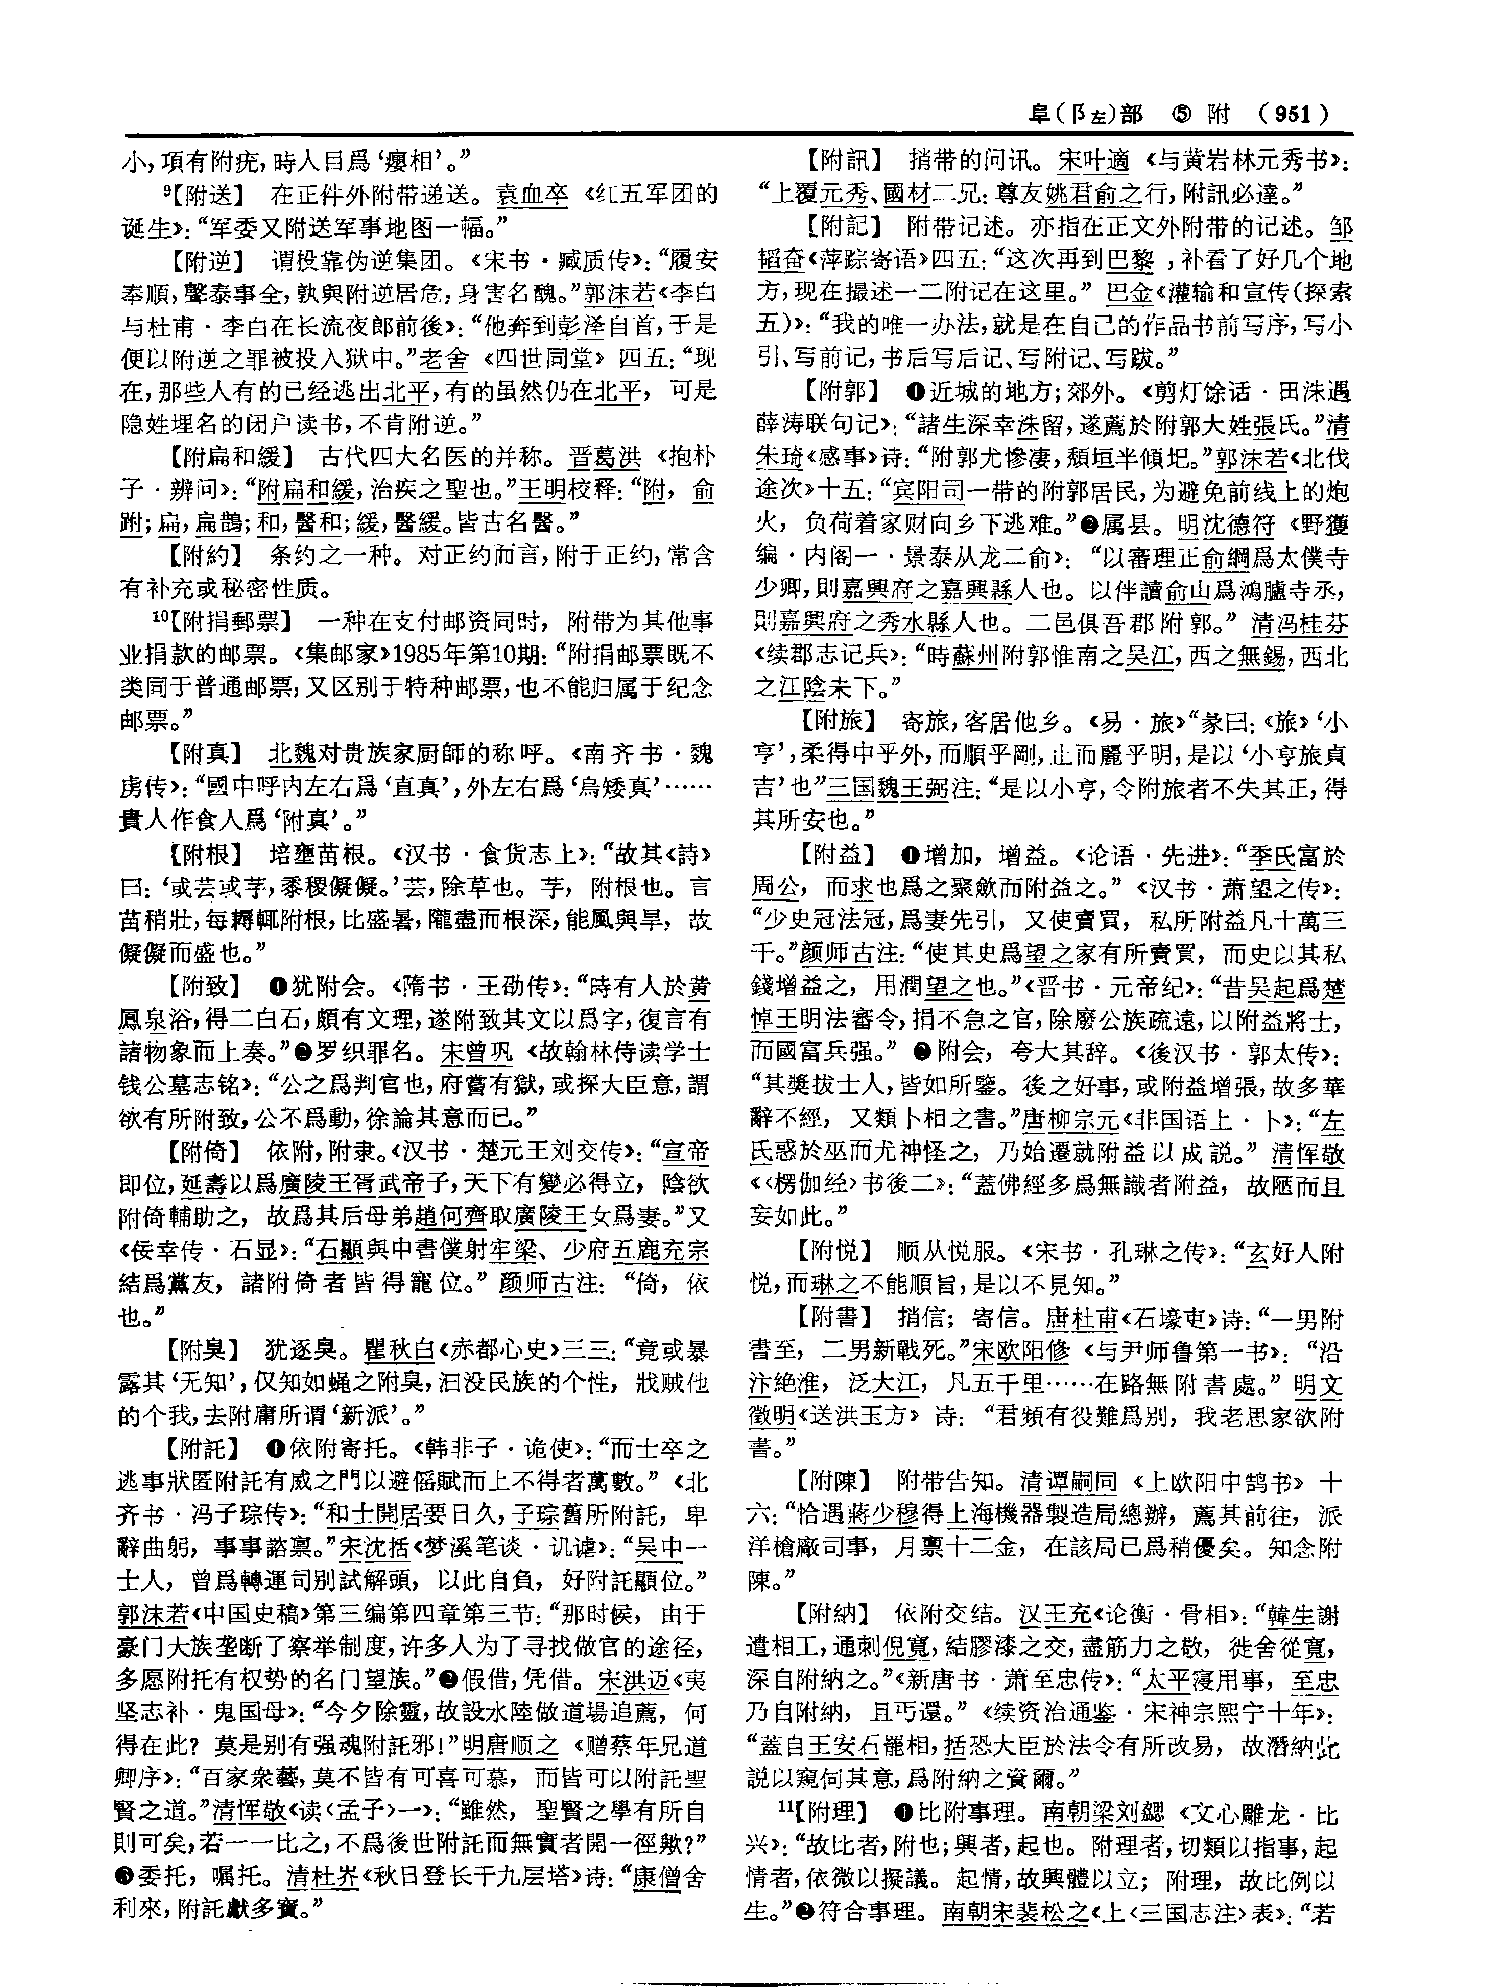 阜(阝左)部 ⑤ 附 (951)
小，項有附疣，時人目爲‘癭相’。”
⁹【附送】 在正件外附带递送。袁血卒《红五军团的
诞生》：“军委又附送军事地图一幅。”
【附逆】 谓投靠伪逆集团。《宋书·臧质传》：“履安
奉順，罄泰事全，孰與附逆居危，身害名醜。”郭沫若《李白
与杜甫·李白在长流夜郎前後》：“他奔到彭泽自首，于是
便以附逆之罪被投入狱中。”老舍《四世同堂》四五：“现
在，那些人有的已经逃出北平，有的虽然仍在北平，可是
隐姓埋名的闭户读书，不肯附逆。”
【附扁和緩】 古代四大名医的并称。晋葛洪《抱朴
子·辨问》：“附扁和緩，治疾之聖也。”王明校释：“附，俞
跗；扁，扁鵲；和，醫和；緩，醫緩。皆古名醫。”
【附約】 条约之一种。对正约而言，附于正约，常含
有补充或秘密性质。
¹⁰【附捐郵票】 一种在支付邮资同时，附带为其他事
业捐款的邮票。《集邮家》1985年第10期：“附捐邮票既不
类同于普通邮票，又区别于特种邮票，也不能归属于纪念
邮票。”
【附真】 北魏对贵族家厨師的称呼。《南齐书·魏
虏传》：“國中呼内左右爲‘直真’，外左右爲‘烏矮真’……
貴人作食人爲‘附真’。”
【附根】 培壅苗根。《汉书·食货志上》：“故其《詩》
曰：‘或芸或芓，黍稷儗儗。’芸，除草也。芓，附根也。言
苗稍壯，每耨輒附根，比盛暑，隴盡而根深，能風與旱，故
儗儗而盛也。”
【附致】 ❶犹附会。《隋书·王劭传》：“時有人於黄
鳳泉浴，得二白石，頗有文理，遂附致其文以爲字，復言有
諸物象而上奏。”❷罗织罪名。宋曾巩《故翰林侍读学士
钱公墓志铭》：“公之爲判官也，府嘗有獄，或探大臣意，謂
欲有所附致，公不爲動，徐論其意而已。”
【附倚】 依附，附隶。《汉书·楚元王刘交传》：“宣帝
即位，延壽以爲廣陵王胥武帝子，天下有變必得立，陰欲
附倚輔助之，故爲其后母弟趙何齊取廣陵王女爲妻。”又
《佞幸传·石显》：“石顯與中書僕射牢梁、少府五鹿充宗
結爲黨友，諸附倚者皆得寵位。”颜师古注：“倚，依
也。”
【附臭】 犹逐臭。瞿秋白《赤都心史》三三：“竟或暴
露其‘无知’，仅知如蝇之附臭，汩没民族的个性，戕贼他
的个我，去附庸所谓‘新派’。”
【附託】 ❶依附寄托。《韩非子·诡使》：“而士卒之
逃事狀匿附託有威之門以避徭賦而上不得者萬數。”《北
齐书·冯子琮传》：“和士開居要日久，子琮舊所附託，卑
辭曲躬，事事諮禀。”宋沈括《梦溪笔谈·讥谑》：“吴中一
士人，曾爲轉運司别試解頭，以此自負，好附託顯位。”
郭沫若《中国史稿》第三编第四章第三节：“那时候，由于
豪门大族垄断了察举制度，许多人为了寻找做官的途径，
多愿附托有权势的名门望族。”❷假借，凭借。宋洪迈《夷
坚志补·鬼国母》：“今夕除靈，故設水陸做道場追薦，何
得在此？莫是别有强魂附託邪！”明唐顺之《赠蔡年兄道
卿序》：“百家衆藝，莫不皆有可喜可慕，而皆可以附託聖
賢之道。”清恽敬《读〈孟子〉一》：“雖然，聖賢之學有所自
則可矣，若一一比之，不爲後世附託而無實者開一徑歟？”
❸委托，嘱托。清杜岕《秋日登长干九层塔》诗：“康僧舍
利來，附託獻多寶。”
【附訊】 捎带的问讯。宋叶適《与黄岩林元秀书》：
“上覆元秀、國材二兄：尊友姚君俞之行，附訊必達。”
【附記】 附带记述。亦指在正文外附带的记述。邹
韬奋《萍踪寄语》四五：“这次再到巴黎，补看了好几个地
方，现在撮述一二附记在这里。”巴金《灌输和宣传(探索
五)》：“我的唯一办法，就是在自己的作品书前写序，写小
引、写前记，书后写后记、写附记、写跋。”
【附郭】 ❶近城的地方；郊外。《剪灯馀话·田洙遇
薛涛联句记》：“諸生深幸洙留，遂薦於附郭大姓張氏。”清
朱琦《感事》诗：“附郭尤慘凄，頹垣半傾圯。”郭沫若《北伐
途次》十五：“宾阳司一带的附郭居民，为避免前线上的炮
火，负荷着家财向乡下逃难。”❷属县。明沈德符《野獲
编·内阁一·景泰从龙二俞》：“以審理正俞綱爲太僕寺
少卿，則嘉興府之嘉興縣人也。以伴讀俞山爲鴻臚寺丞，
則嘉興府之秀水縣人也。二邑俱吾郡附郭。”清冯桂芬
《续郡志记兵》：“時蘇州附郭惟南之吴江，西之無錫，西北
之江陰未下。”
【附旅】 寄旅，客居他乡。《易·旅》“彖曰：《旅》‘小
亨’，柔得中乎外，而順乎剛，止而麗乎明，是以‘小亨旅貞
吉’也”三国魏王弼注：“是以小亨，令附旅者不失其正，得
其所安也。”
【附益】 ❶增加，增益。《论语·先进》：“季氏富於
周公，而求也爲之聚斂而附益之。”《汉书·萧望之传》：
“少史冠法冠，爲妻先引，又使賣買，私所附益凡十萬三
千。”颜师古注：“使其史爲望之家有所賣買，而史以其私
錢增益之，用潤望之也。”《晋书·元帝纪》：“昔吴起爲楚
悼王明法審令，捐不急之官，除廢公族疏遠，以附益將士，
而國富兵强。”❷附会，夸大其辞。《後汉书·郭太传》：
“其奬拔士人，皆如所鑒。後之好事，或附益增張，故多華
辭不經，又類卜相之書。”唐柳宗元《非国语上·卜》：“左
氏惑於巫而尤神怪之，乃始遷就附益以成説。”清恽敬
《〈楞伽经〉书後二》：“蓋佛經多爲無識者附益，故陋而且
妄如此。”
【附悦】 顺从悦服。《宋书·孔琳之传》：“玄好人附
悦，而琳之不能順旨，是以不見知。”
【附書】 捎信；寄信。唐杜甫《石壕吏》诗：“一男附
書至，二男新戰死。”宋欧阳修《与尹师鲁第一书》：“沿
汴絶淮，泛大江，凡五千里……在路無附書處。”明文
徵明《送洪玉方》诗：“君頻有役難爲别，我老思家欲附
書。”
【附陳】 附带告知。清谭嗣同《上欧阳中鹄书》十
六：“恰遇蔣少穆得上海機器製造局總辦，薦其前往，派
洋槍廠司事，月禀十二金，在該局已爲稍優矣。知念附
陳。”
【附納】 依附交结。汉王充《论衡·骨相》：“韓生謝
遣相工，通刺倪寬，結膠漆之交，盡筋力之敬，徙舍從寬，
深自附納之。”《新唐书·萧至忠传》：“太平寖用事，至忠
乃自附納，且丐還。”《续资治通鉴·宋神宗熙宁十年》：
“蓋自王安石罷相，括恐大臣於法令有所改易，故潛納此
説以窺伺其意，爲附納之資爾。”
¹¹【附理】 ❶比附事理。南朝梁刘勰《文心雕龙·比
兴》：“故比者，附也；興者，起也。附理者，切類以指事，起
情者，依微以擬議。起情，故興體以立；附理，故比例以
生。”❷符合事理。南朝宋裴松之《上〈三国志注〉表》：“若